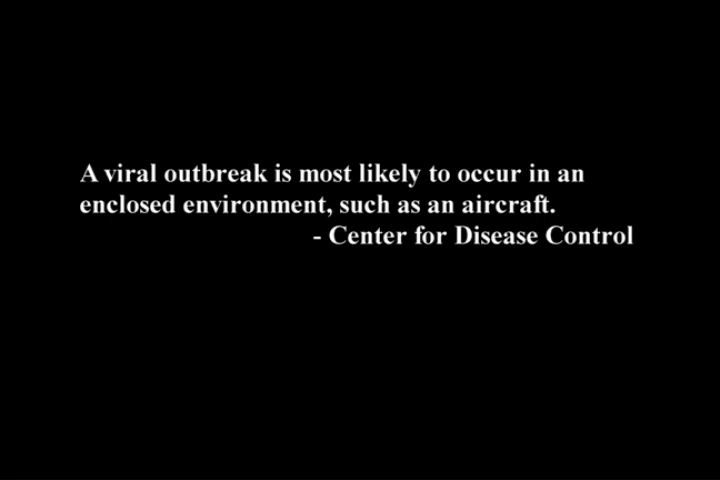 A viral outbreak is most likely to occur in an
enclosed environment, such as an aircraft.
- Center for Disease Control